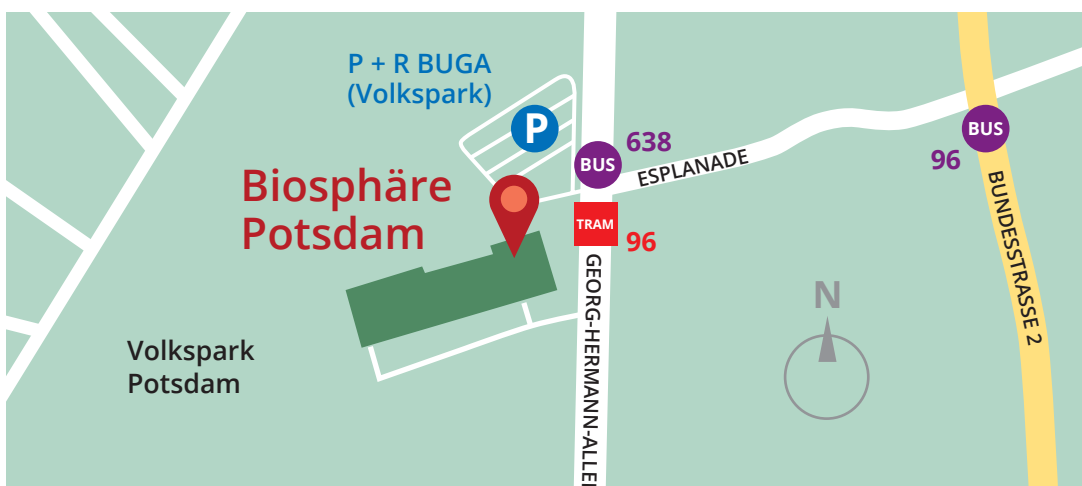 P + R BUGA
(Volkspark)
P
BUS
638
ESPLANADE
BUS
96
Biosphäre
Potsdam
TRAM
96
BUNDESSTRASSE 2
GEORG-HERMANN-ALLEE
N
Volkspark
Potsdam